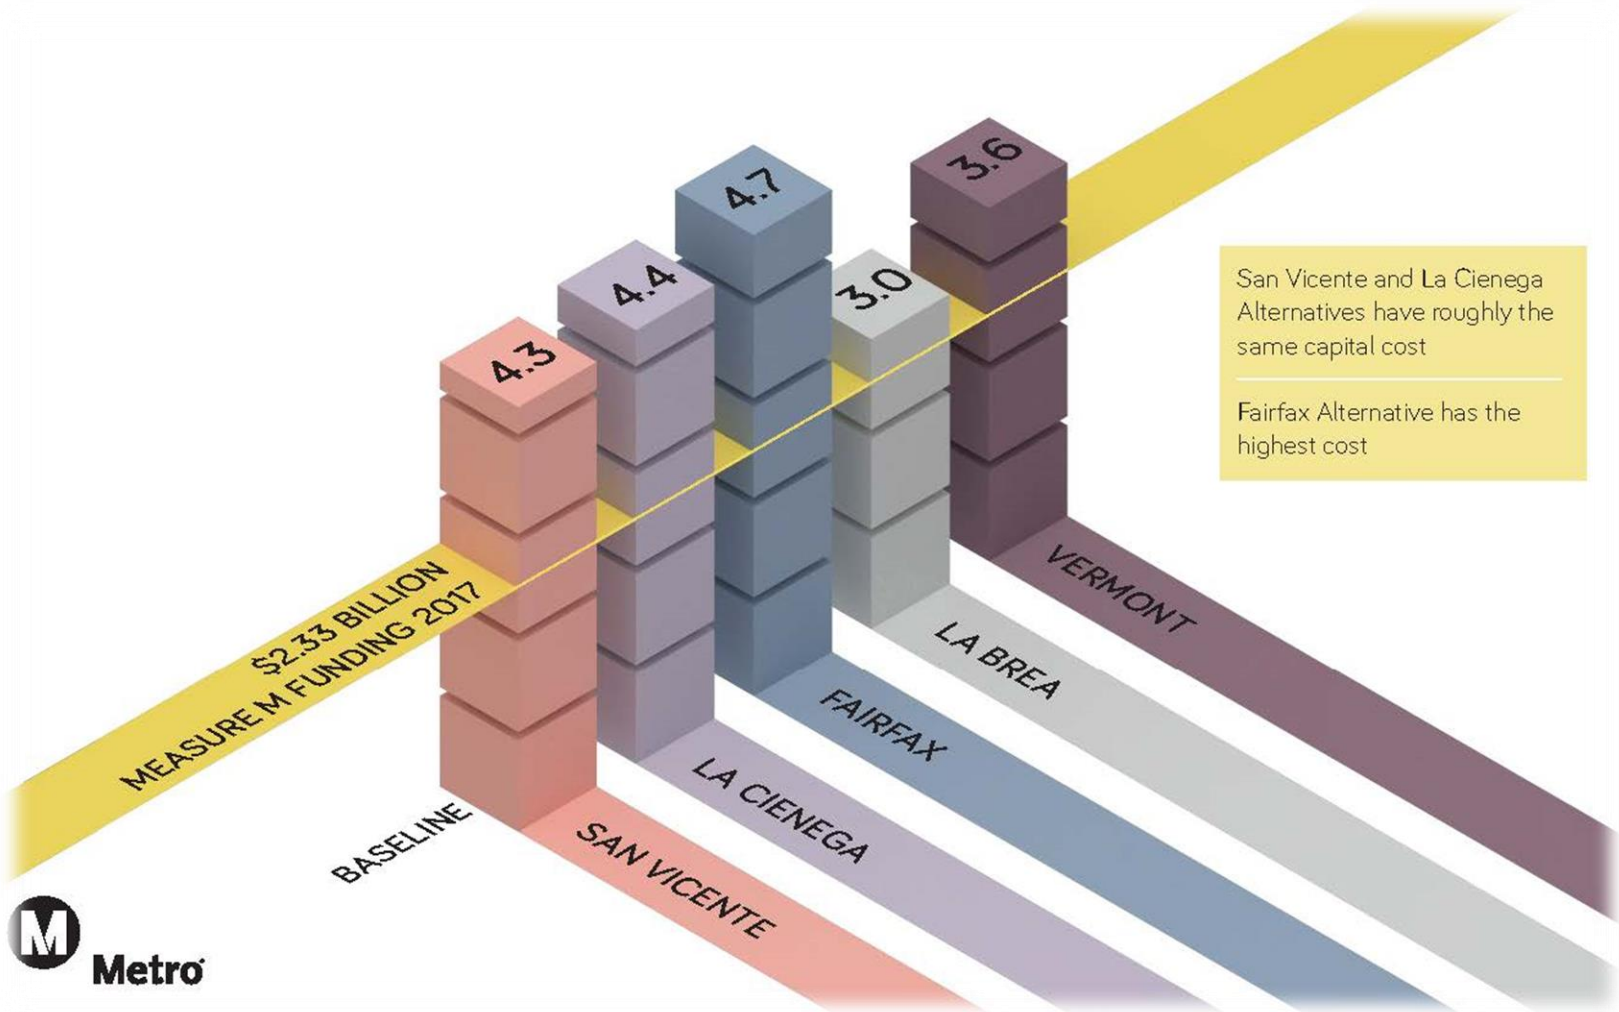 3.6
4.7
4.4
3.0
4.3
San Vicente and La Cienega
Alternatives have roughly the
same capital cost
Fairfax Alternative has the
highest cost
$2.33 BILLION
MEASURE M FUNDING 2017
BASELINE
SAN VICENTE
LA CIENEGA
FAIRFAX
LA BREA
VERMONT
M
Metro